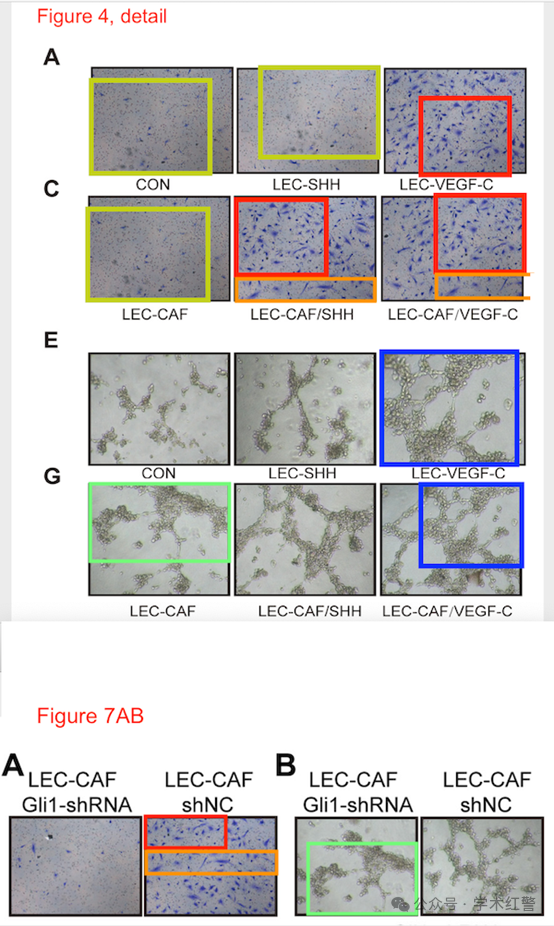 Figure 4, detail
A
CON
LEC-SHH
LEC-VEGF-C
C
LEC-CAF
LEC-CAF/SHH
LEC-CAF/VEGF-C
E
CON
LEC-SHH
LEC-VEGF-C
G
LEC-CAF
LEC-CAF/SHH
LEC-CAF/VEGF-C
Figure 7AB
A
LEC-CAF
Gli1-shRNA
LEC-CAF
shNC
B
LEC-CAF
Gli1-shRNA
LEC-CAF
shNC
公众号 · 学术红警